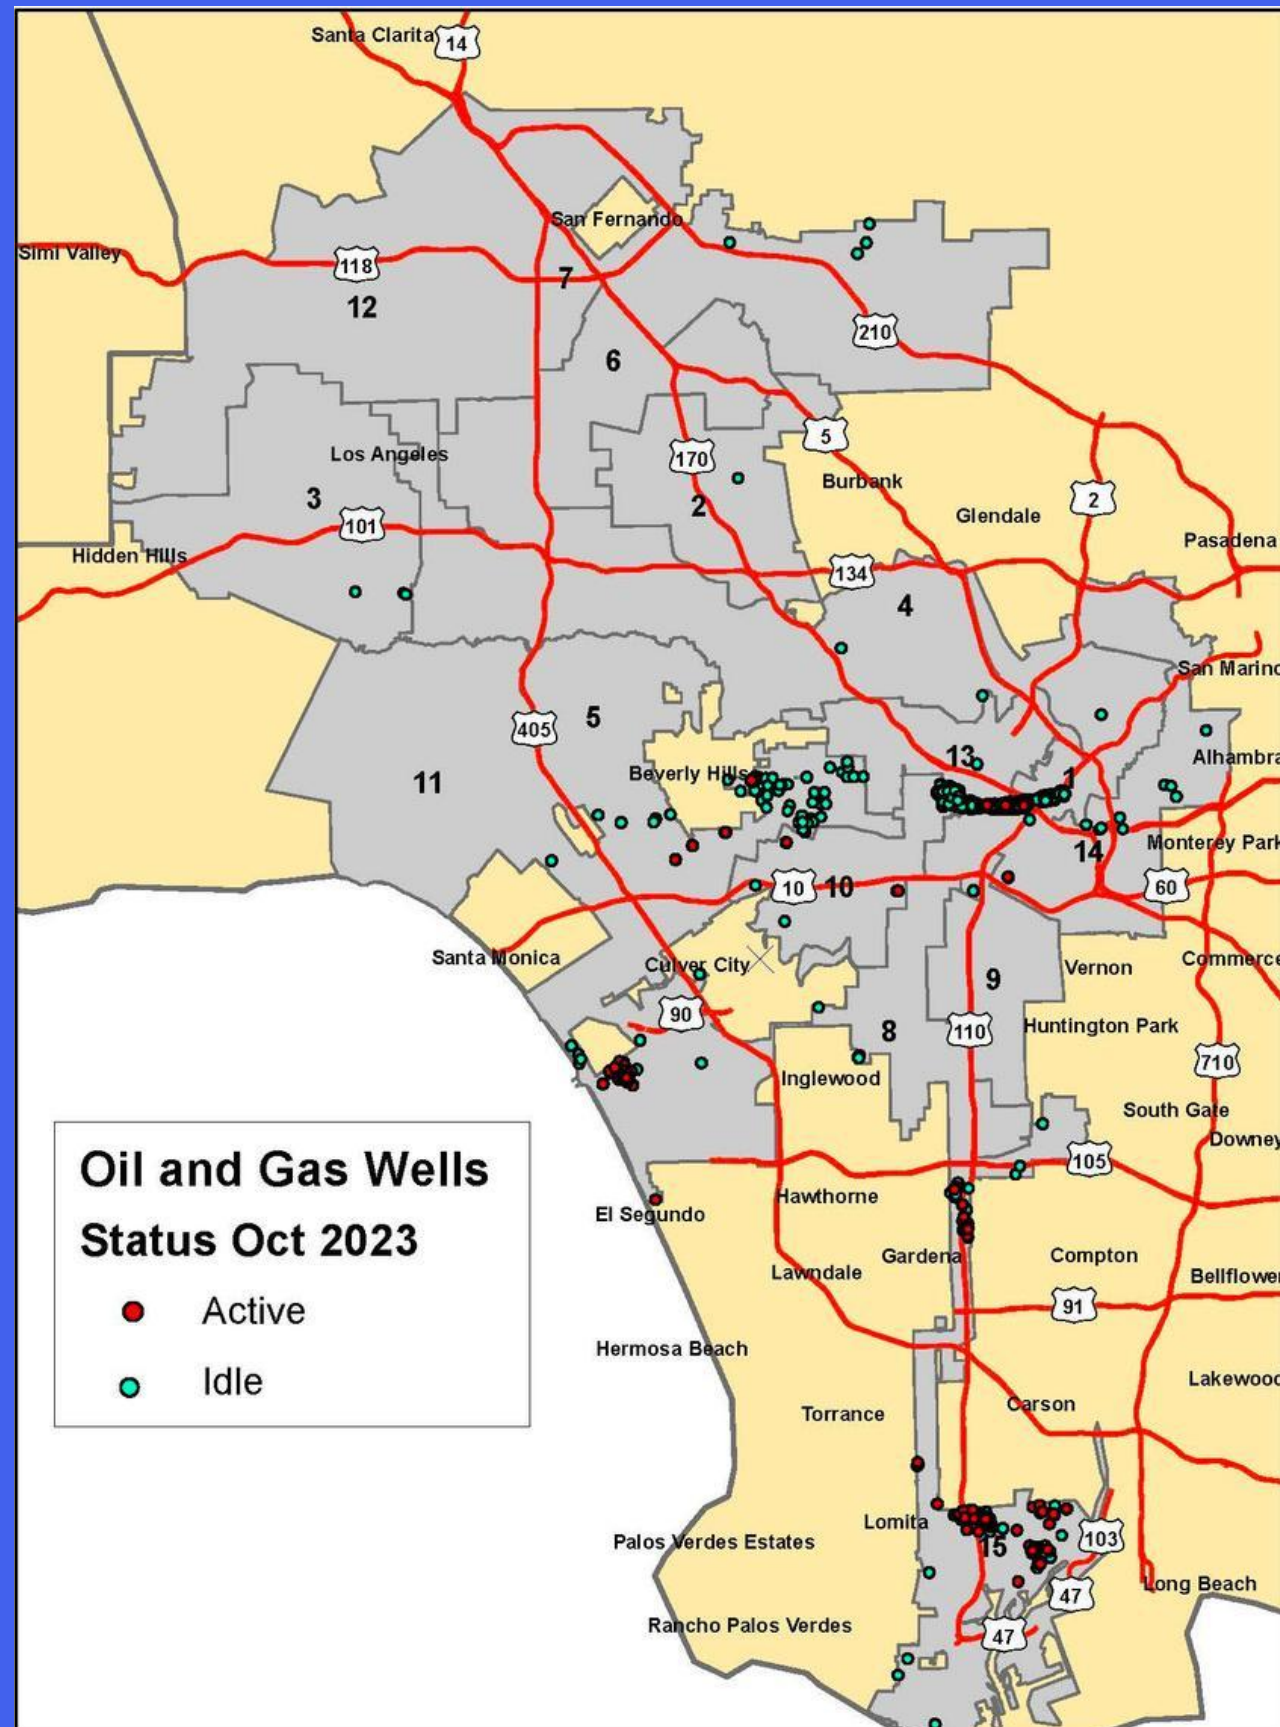 Santa Clarita
14
San Fernando
Simi Valley
118
7
12
210
6
5
Los Angeles
170
Burbank
3
2
2
101
Glendale
Pasadena
Hidden Hills
134
4
San Marino
5
405
13
Alhambra
Beverly Hills
1
11
Monterey Park
14
10
10
60
Santa Monica
Culver City
9
Vernon
Commerce
90
8
110
Huntington Park
710
Inglewood
South Gate
Downey
105
Oil and Gas Wells
Status Oct 2023
Active
Idle
Hawthorne
El Segundo
Gardena
Compton
Lawndale
Bellflower
91
Hermosa Beach
Lakewood
Torrance
Carson
Lomita
Palos Verdes Estates
15
103
Long Beach
47
Rancho Palos Verdes
47